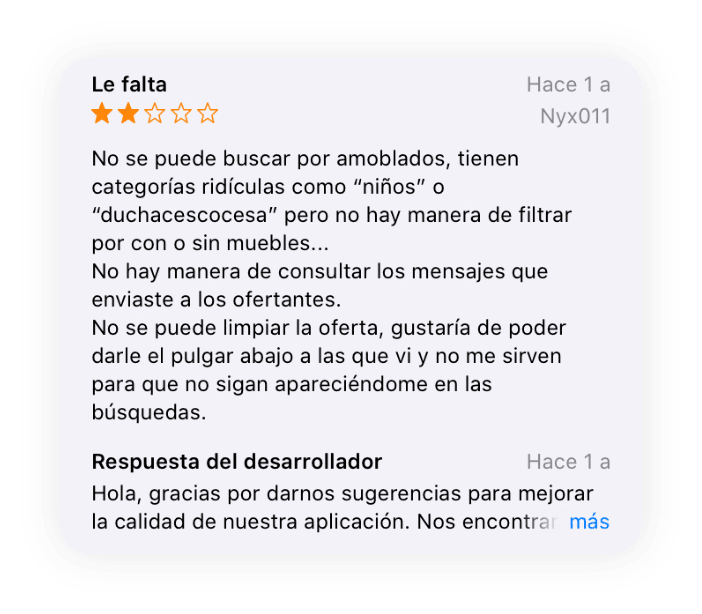 Le falta
Hace 1 a
Nyx011
No se puede buscar por amoblados, tienen
categorías ridículas como “niños” o
“duchacescocesa” pero no hay manera de filtrar
por con o sin muebles...
No hay manera de consultar los mensajes que
enviaste a los ofertantes.
No se puede limpiar la oferta, gustaría de poder
darle el pulgar abajo a las que vi y no me sirven
para que no sigan apareciéndome en las
búsquedas.
Respuesta del desarrollador
Hace 1 a
Hola, gracias por darnos sugerencias para mejorar
la calidad de nuestra aplicación. Nos encontrar más